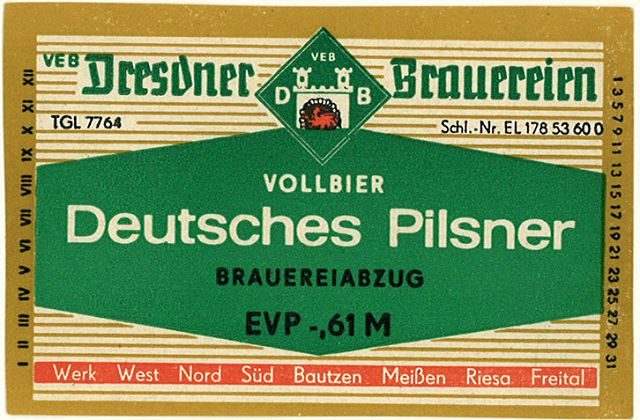 VEB Dresdner Brauereien
VEB
D B
TGL 7764
Schl.-Nr. EL 178 53 60 0
VOLLBIER
Deutsches Pilsner
BRAUEREIABZUG
EVP -,61 M
Werk West Nord Süd Bautzen Meißen Riesa Freital
I II III IV V VI VII VIII IX X XI XII
1 3 5 7 9 11 13 15 17 19 21 23 25 27 29 31